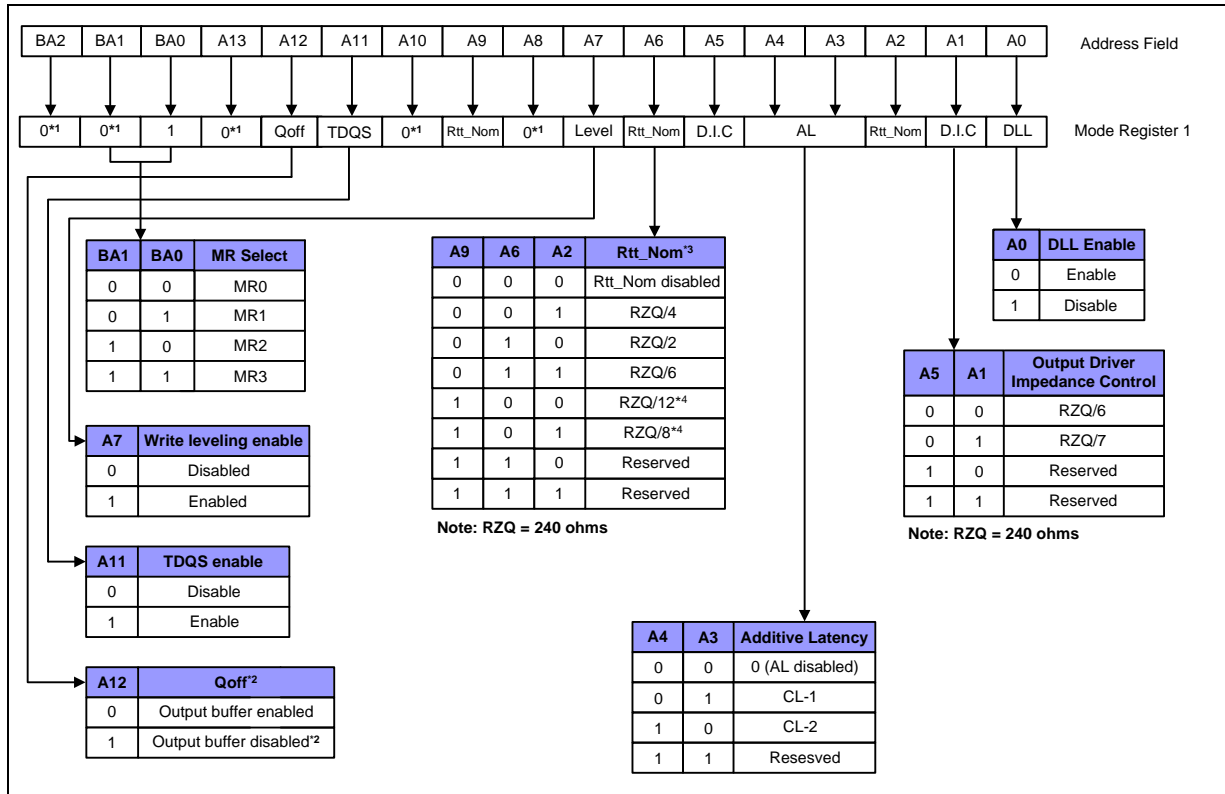 BA2 BA1 BA0 A13 A12 A11 A10 A9 A8 A7 A6 A5 A4 A3 A2 A1 A0 Address Field
0*1 0*1 1 0*1 Qoff TDQS 0*1 Rtt_Nom 0*1 Level Rtt_Nom D.I.C AL Rtt_Nom D.I.C DLL Mode Register 1
BA1 BA0 MR Select
0 0 MR0
0 1 MR1
1 0 MR2
1 1 MR3
A7 Write leveling enable
0 Disabled
1 Enabled
A11 TDQS enable
0 Disable
1 Enable
A12 Qoff*2
0 Output buffer enabled
1 Output buffer disabled*2
A9 A6 A2 Rtt_Nom*3
0 0 0 Rtt_Nom disabled
0 0 1 RZQ/4
0 1 0 RZQ/2
0 1 1 RZQ/6
1 0 0 RZQ/12*4
1 0 1 RZQ/8*4
1 1 0 Reserved
1 1 1 Reserved
Note: RZQ = 240 ohms
A4 A3 Additive Latency
0 0 0 (AL disabled)
0 1 CL-1
1 0 CL-2
1 1 Resesved
A0 DLL Enable
0 Enable
1 Disable
A5 A1 Output Driver
Impedance Control
0 0 RZQ/6
0 1 RZQ/7
1 0 Reserved
1 1 Reserved
Note: RZQ = 240 ohms